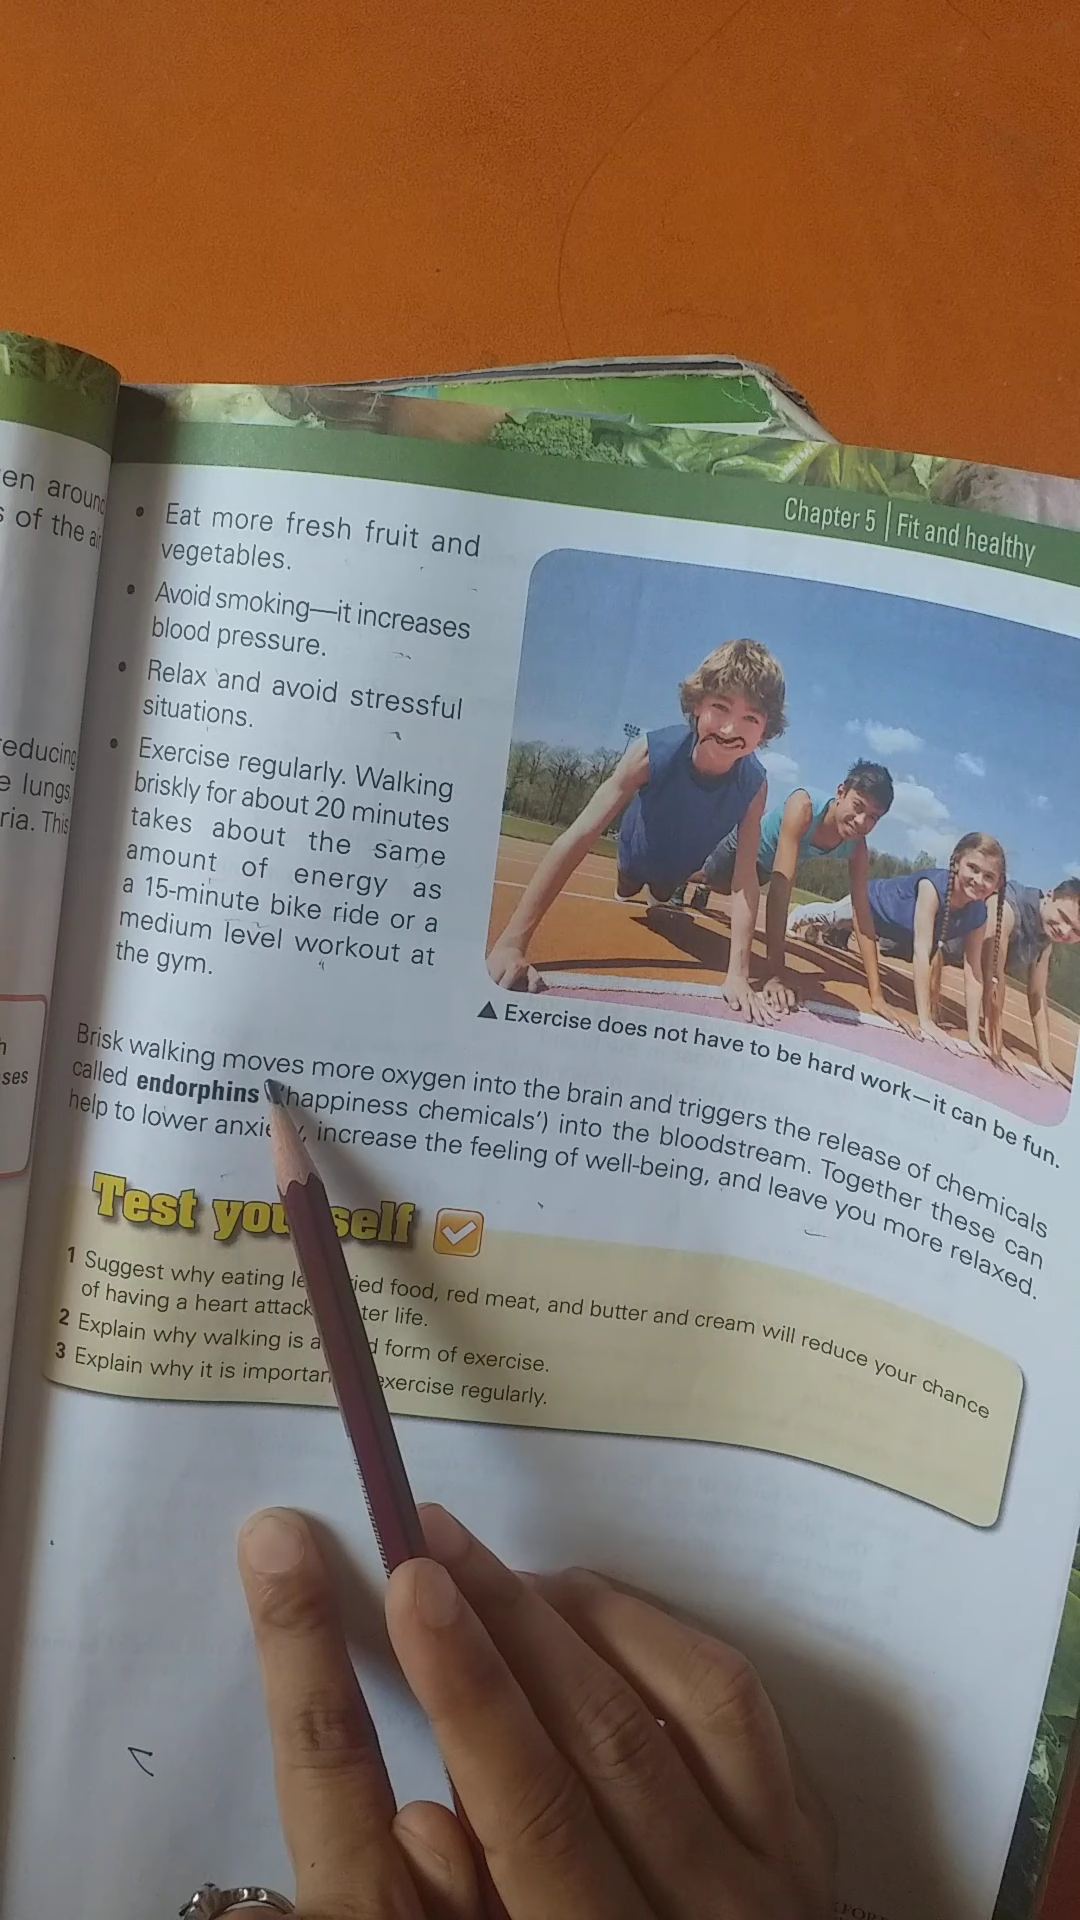 en around
s of the
Chapter 5 | Fit and healthy
• Eat more fresh fruit and
vegetables.
• Avoid smoking—it increases
blood pressure.
• Relax and avoid stressful
situations.
• Exercise regularly. Walking
briskly for about 20 minutes
takes about the same
amount of energy as
a 15-minute bike ride or a
medium level workout at
the gym.
educing
e lungs
ria. This
ses
▲ Exercise does not have to be hard work—it can be fun.
Brisk walking moves more oxygen into the brain and triggers the release of chemicals
called endorphins ('happiness chemicals') into the bloodstream. Together these can
help to lower anxiety, increase the feeling of well-being, and leave you more relaxed.
Test yourself
1 Suggest why eating less fried food, red meat, and butter and cream will reduce your chance
of having a heart attack later life.
2 Explain why walking is a good form of exercise.
3 Explain why it is important exercise regularly.